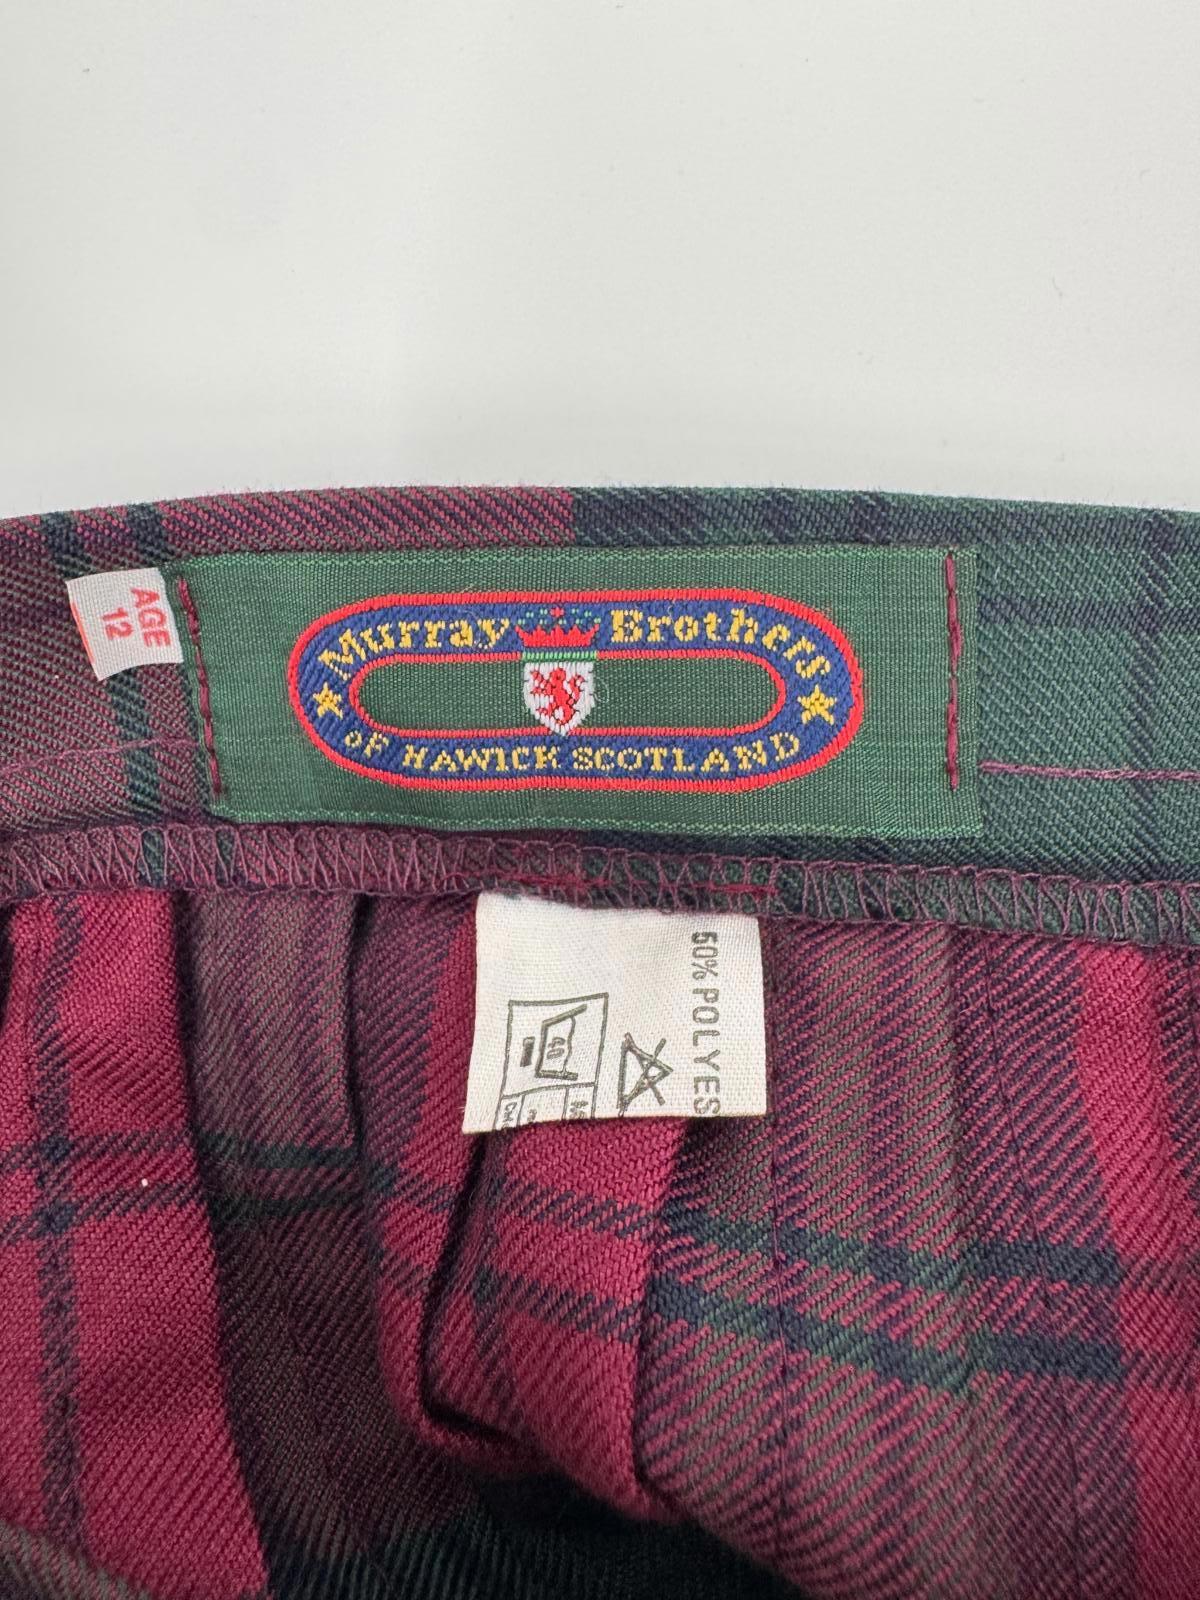 Murray Brothers
OF HAWICK SCOTLAND
AGE
12
50% POLYES
40